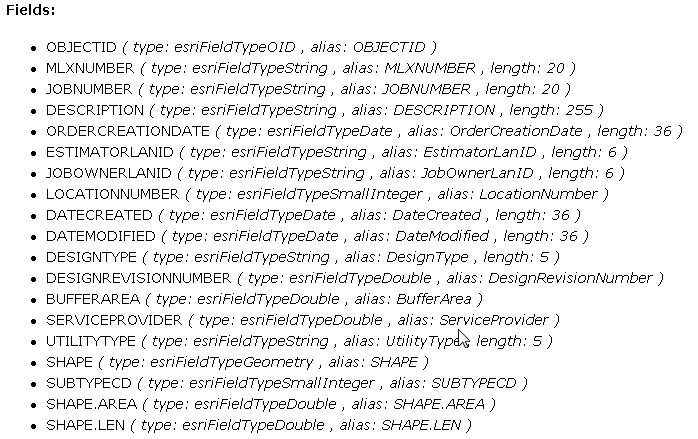 Fields:
• OBJECTID ( type: esriFieldTypeOID , alias: OBJECTID )
• MLXNUMBER ( type: esriFieldTypeString , alias: MLXNUMBER , length: 20 )
• JOBNUMBER ( type: esriFieldTypeString , alias: JOBNUMBER , length: 20 )
• DESCRIPTION ( type: esriFieldTypeString , alias: DESCRIPTION , length: 255 )
• ORDERCREATIONDATE ( type: esriFieldTypeDate , alias: OrderCreationDate , length: 36 )
• ESTIMATORLANID ( type: esriFieldTypeString , alias: EstimatorLanID , length: 6 )
• JOBOWNERLANID ( type: esriFieldTypeString , alias: JobOwnerLanID , length: 6 )
• LOCATIONNUMBER ( type: esriFieldTypeSmallInteger , alias: LocationNumber )
• DATECREATED ( type: esriFieldTypeDate , alias: DateCreated , length: 36 )
• DATEMODIFIED ( type: esriFieldTypeDate , alias: DateModified , length: 36 )
• DESIGNTYPE ( type: esriFieldTypeString , alias: DesignType , length: 5 )
• DESIGNREVISIONNUMBER ( type: esriFieldTypeDouble , alias: DesignRevisionNumber )
• BUFFERAREA ( type: esriFieldTypeDouble , alias: BufferArea )
• SERVICEPROVIDER ( type: esriFieldTypeDouble , alias: ServiceProvider )
• UTILITYTYPE ( type: esriFieldTypeString , alias: UtilityType , length: 5 )
• SHAPE ( type: esriFieldTypeGeometry , alias: SHAPE )
• SUBTYPECD ( type: esriFieldTypeSmallInteger , alias: SUBTYPECD )
• SHAPE.AREA ( type: esriFieldTypeDouble , alias: SHAPE.AREA )
• SHAPE.LEN ( type: esriFieldTypeDouble , alias: SHAPE.LEN )